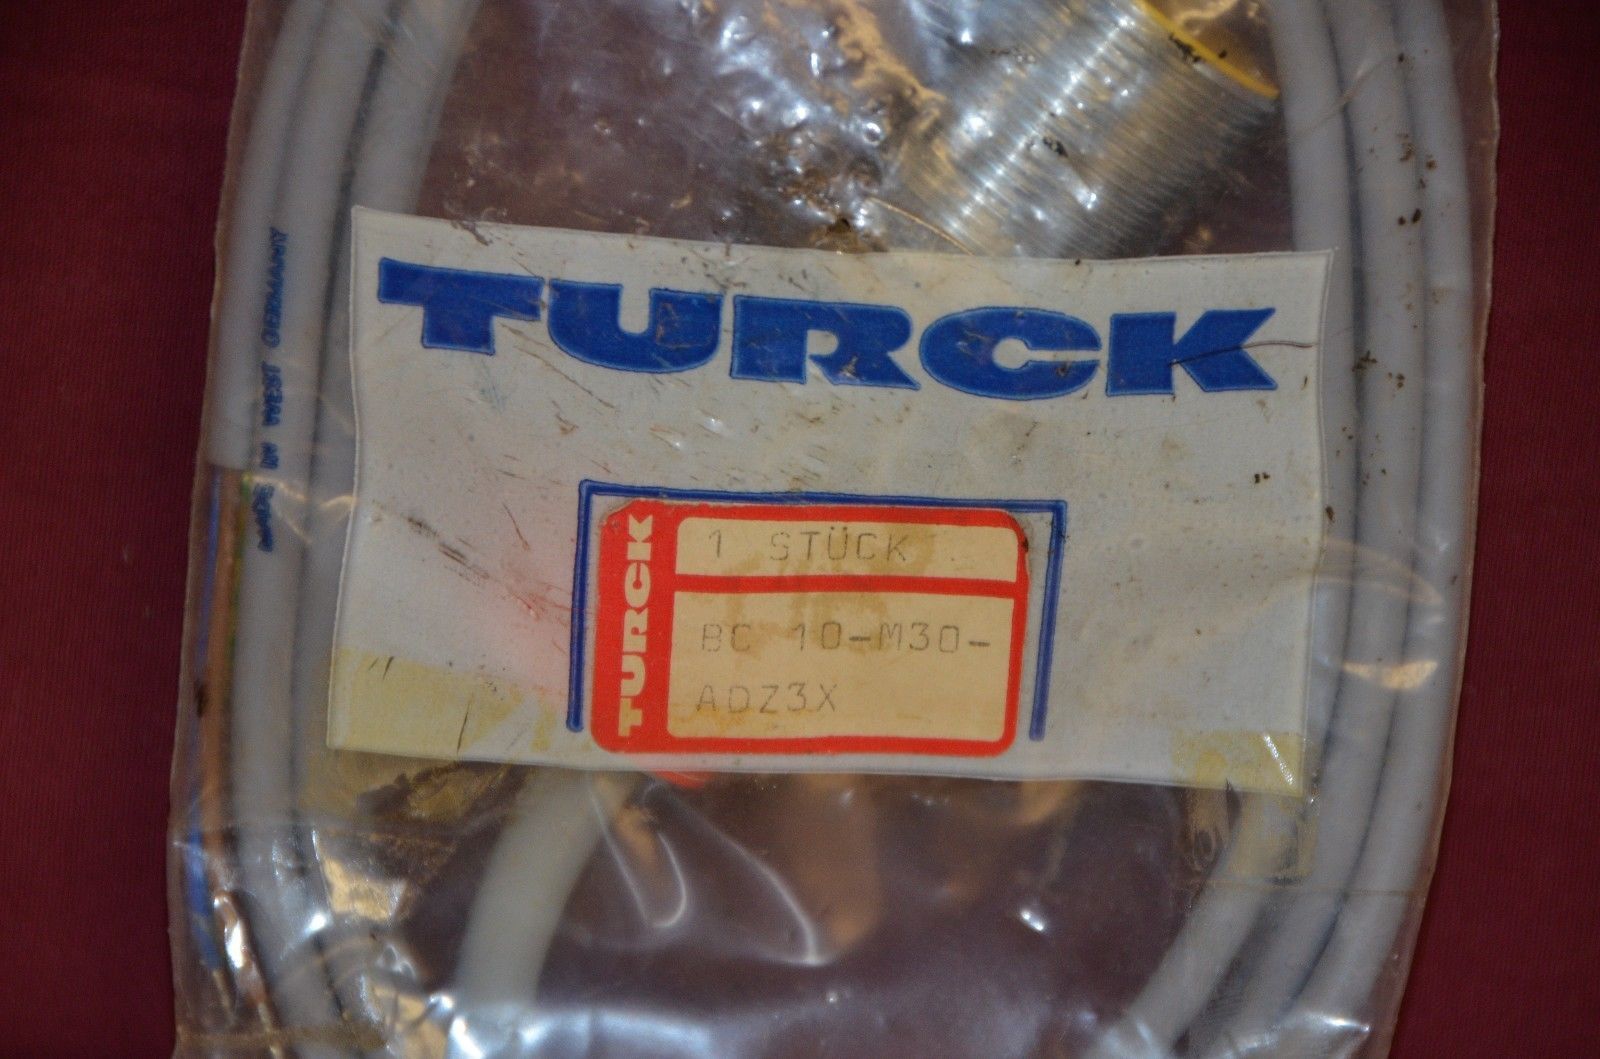 TURCK
TURCK
1 STÜCK
BC 10-M30-
ADZ3X